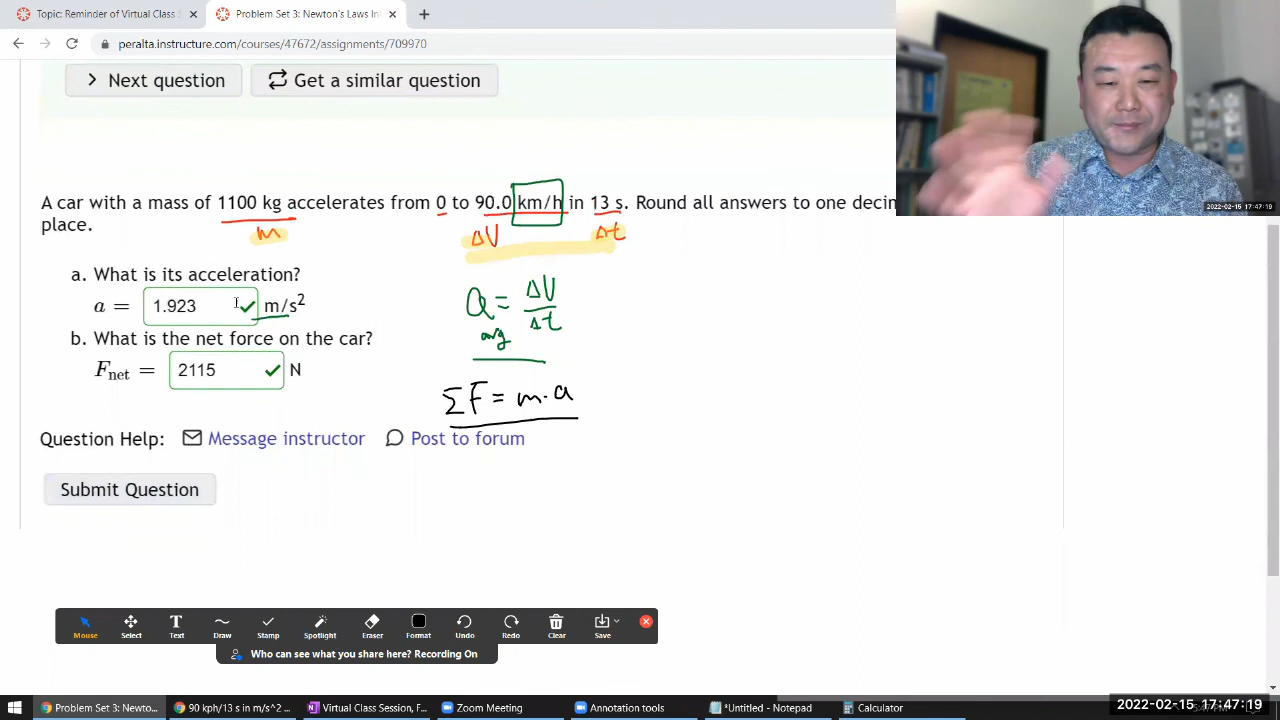 Topic: Reminder of Virtual Class S
Problem Set 3: Newton's Laws In
peralta.instructure.com/courses/47672/assignments/709970
Next question
Get a similar question
2022-02-15 17:47:19
A car with a mass of 1100 kg accelerates from 0 to 90.0 km/h in 13 s. Round all answers to one decim
place.
m
ΔV
Δt
a. What is its acceleration?
a = 1.923 m/s²
b. What is the net force on the car?
Fnet = 2115 N
a avg = ΔV/Δt
ΣF = m·a
Question Help: Message instructor Post to forum
Submit Question
Mouse Select Text Draw Stamp Spotlight Eraser Format Undo Redo Clear Save
Who can see what you share here? Recording On
Problem Set 3: Newto...
90 kph/13 s in m/s^2 ...
Virtual Class Session, F...
Zoom Meeting
Annotation tools
*Untitled - Notepad
Calculator
2022-02-15 17:47:19